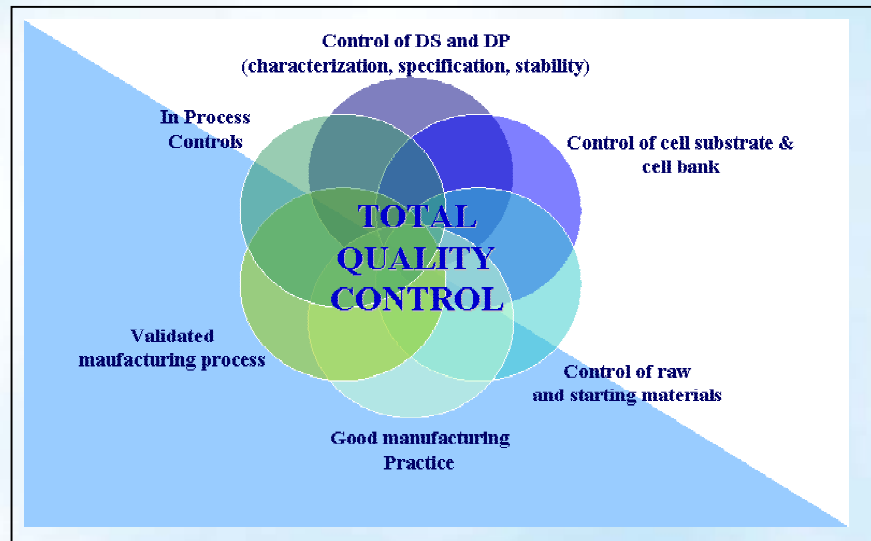 Control of DS and DP
(characterization, specification, stability)
In Process
Controls
Control of cell substrate &
cell bank
TOTAL
QUALITY
CONTROL
Validated
maufacturing process
Control of raw
and starting materials
Good manufacturing
Practice